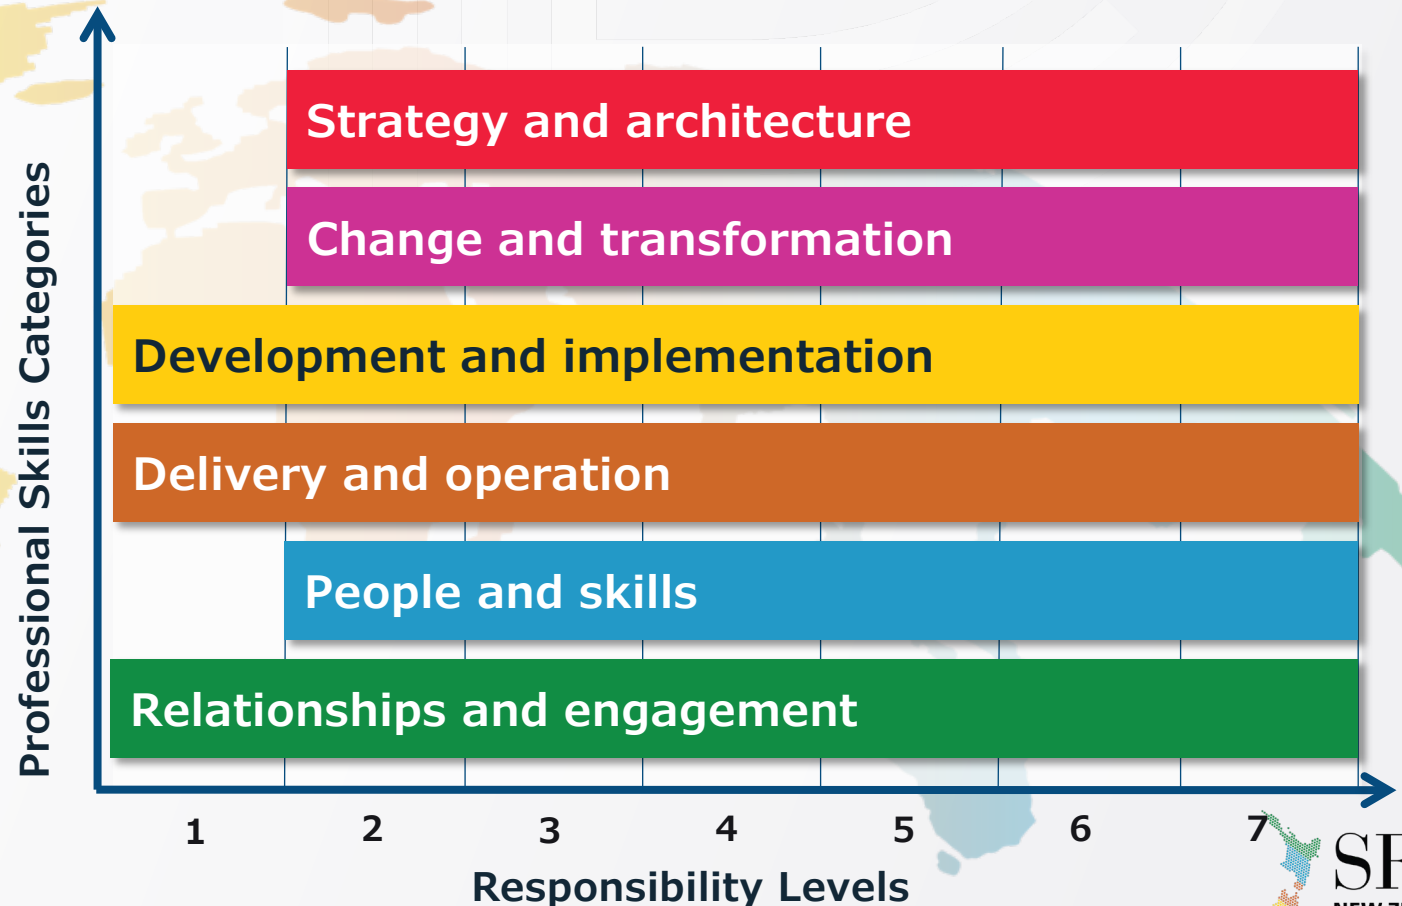 Professional Skills Categories
Strategy and architecture
Change and transformation
Development and implementation
Delivery and operation
People and skills
Relationships and engagement
1 2 3 4 5 6 7
Responsibility Levels